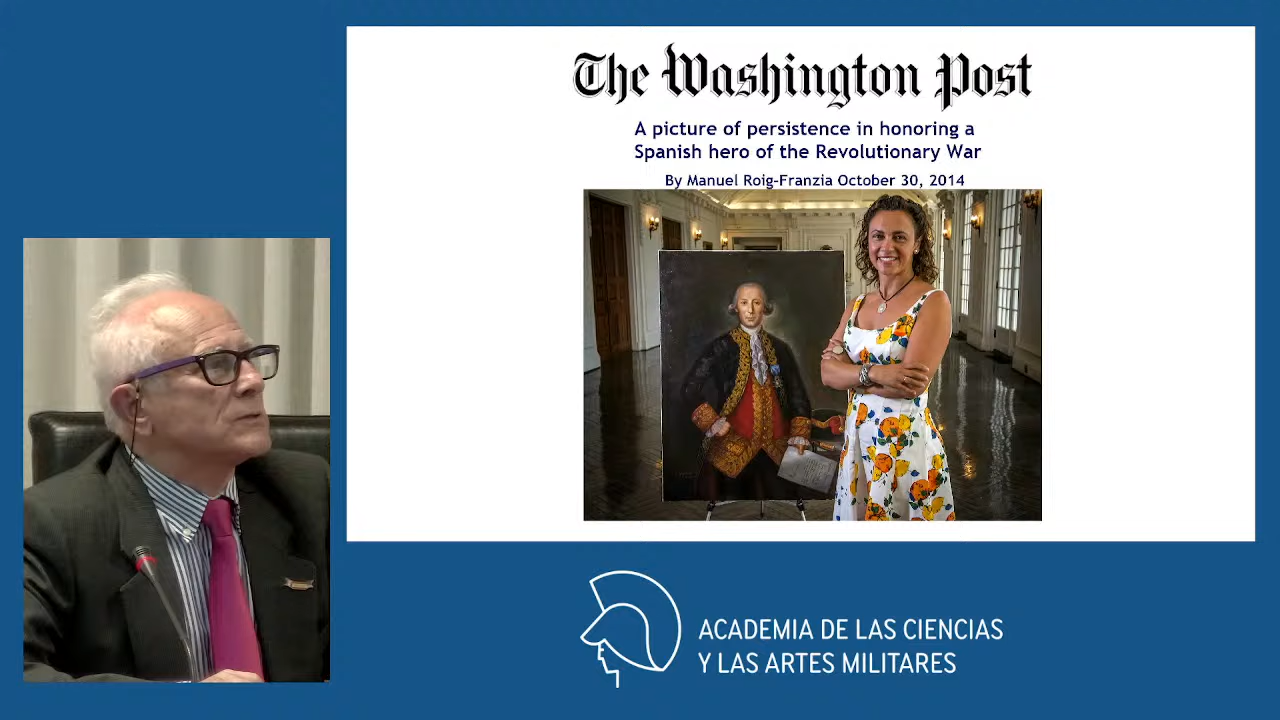 The Washington Post
A picture of persistence in honoring a
Spanish hero of the Revolutionary War
By Manuel Roig-Franzia October 30, 2014
ACADEMIA DE LAS CIENCIAS
Y LAS ARTES MILITARES